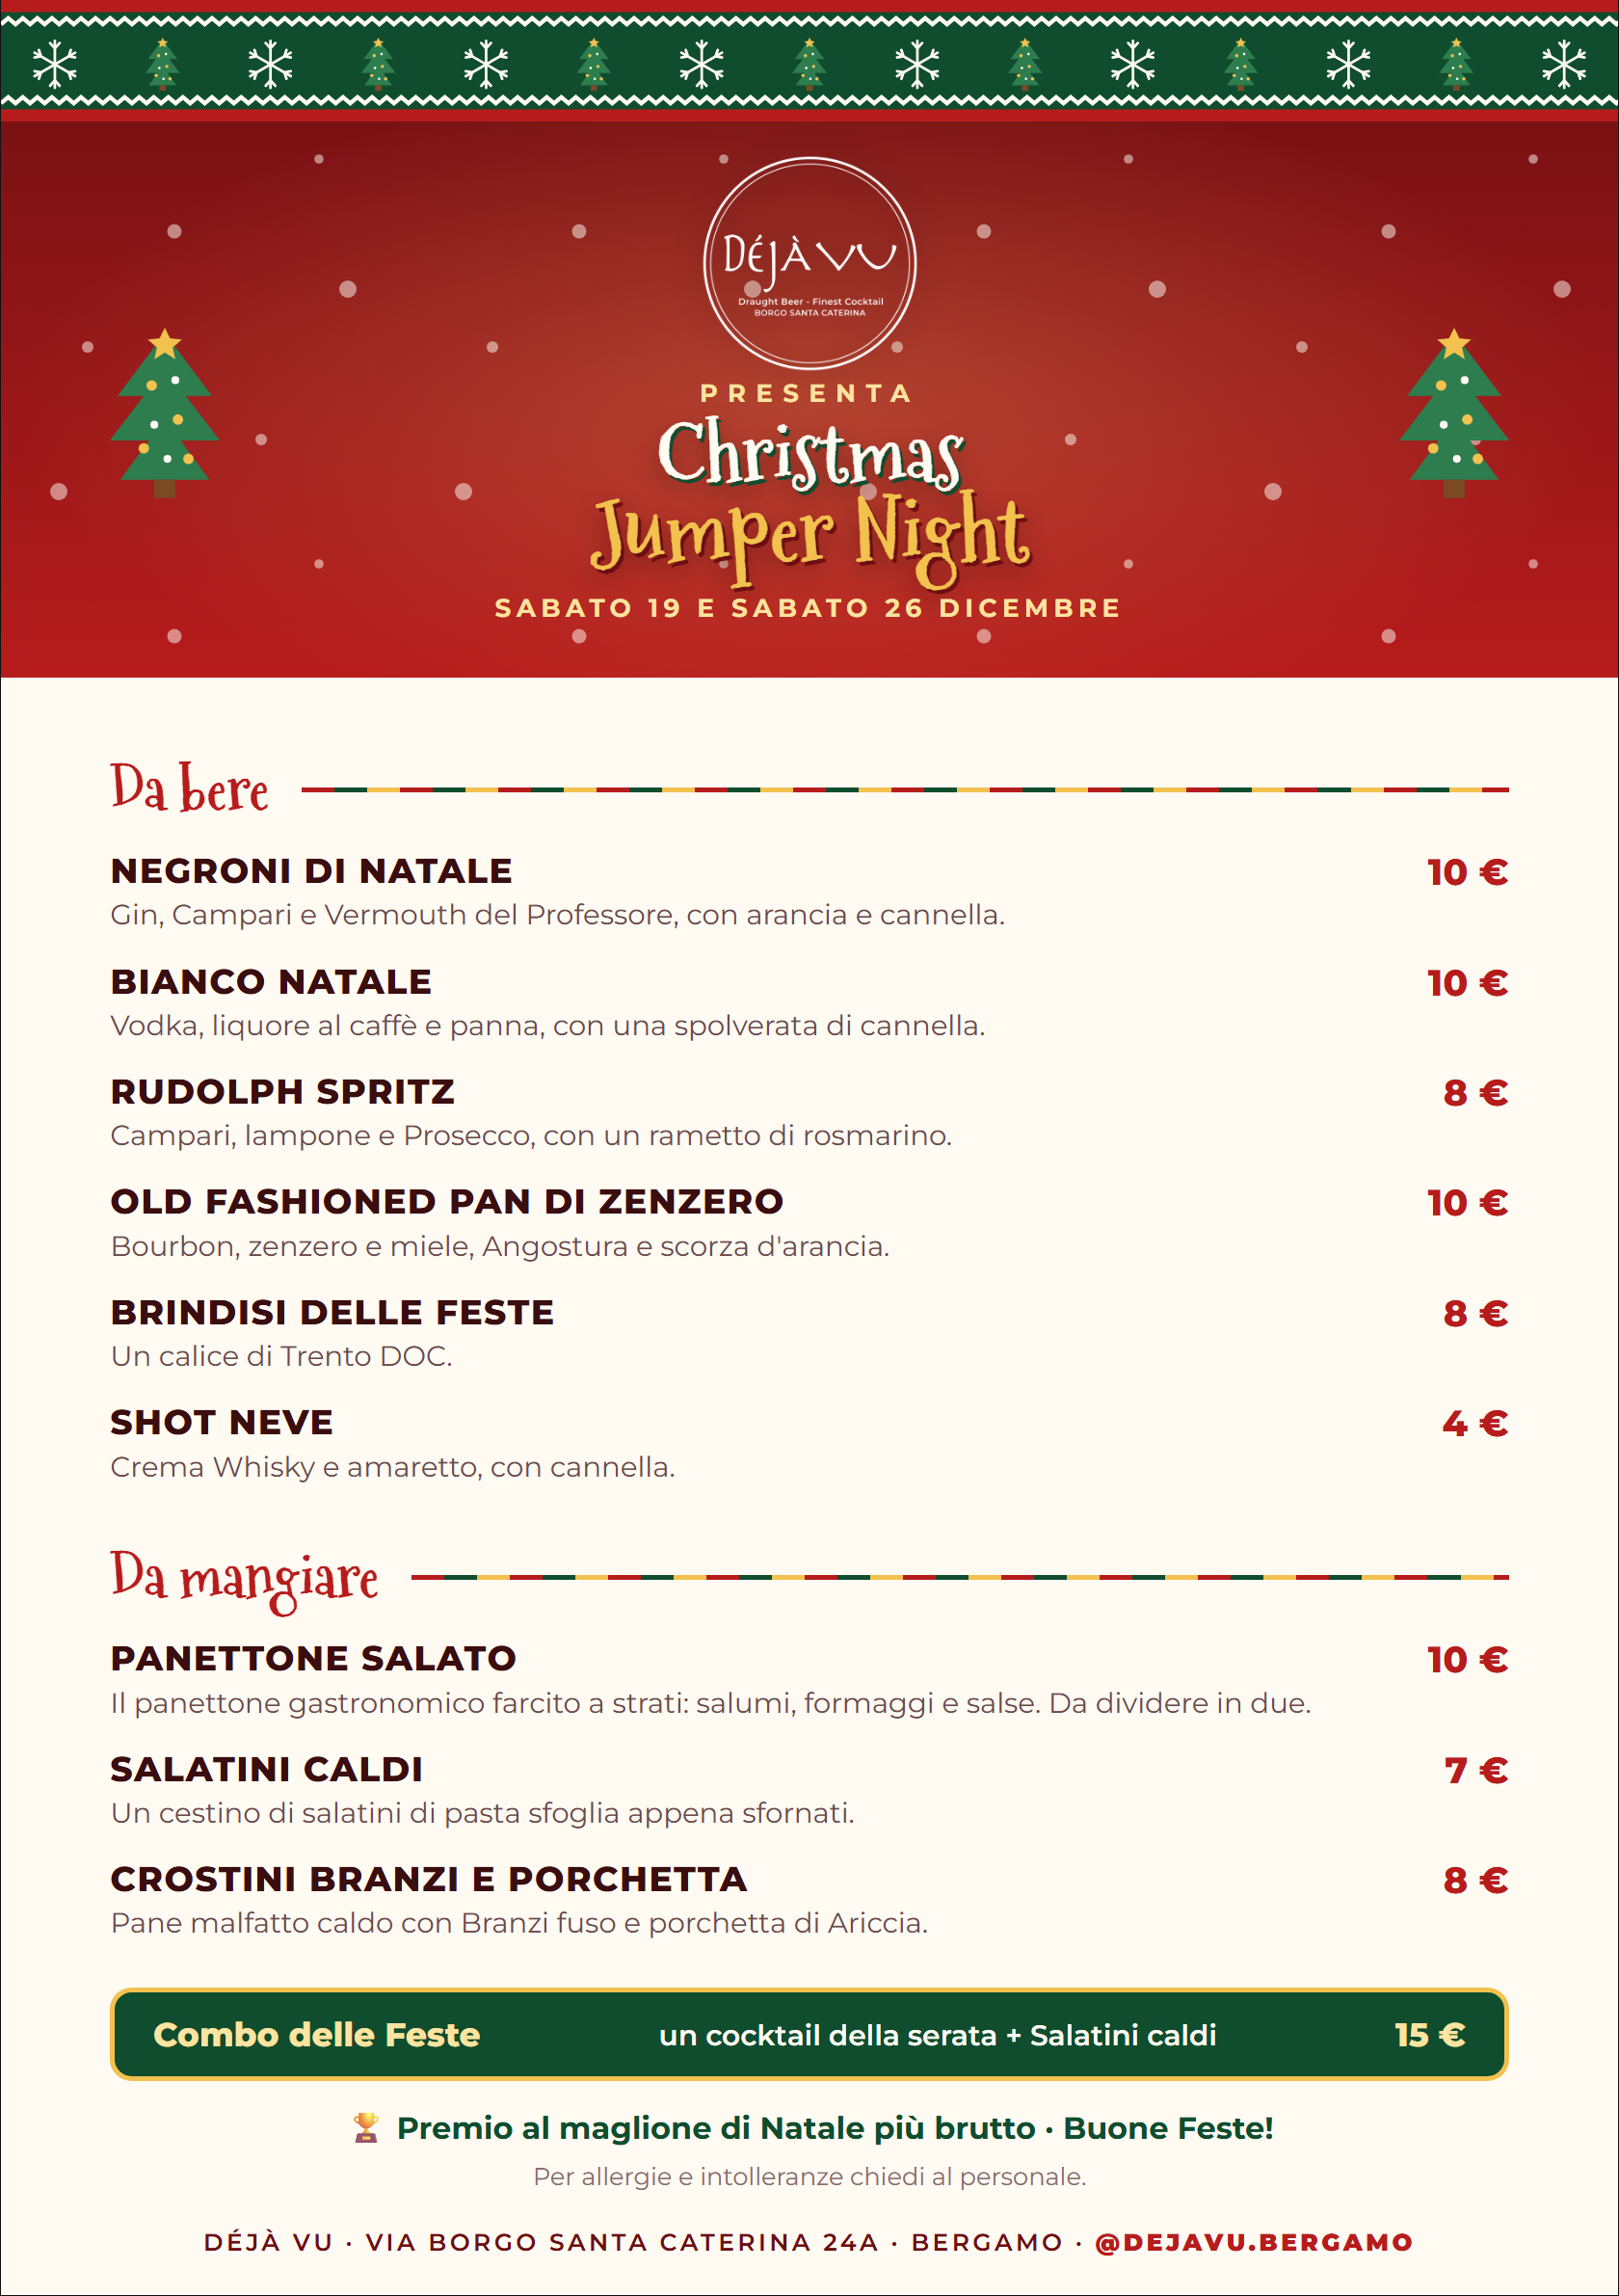 DÉJÀ VU
Draught Beer - Finest Cocktail
BORGO SANTA CATERINA
PRESENTA
Christmas
Jumper Night
SABATO 19 E SABATO 26 DICEMBRE
Da bere
NEGRONI DI NATALE 10 €
Gin, Campari e Vermouth del Professore, con arancia e cannella.
BIANCO NATALE 10 €
Vodka, liquore al caffè e panna, con una spolverata di cannella.
RUDOLPH SPRITZ 8 €
Campari, lampone e Prosecco, con un rametto di rosmarino.
OLD FASHIONED PAN DI ZENZERO 10 €
Bourbon, zenzero e miele, Angostura e scorza d'arancia.
BRINDISI DELLE FESTE 8 €
Un calice di Trento DOC.
SHOT NEVE 4 €
Crema Whisky e amaretto, con cannella.
Da mangiare
PANETTONE SALATO 10 €
Il panettone gastronomico farcito a strati: salumi, formaggi e salse. Da dividere in due.
SALATINI CALDI 7 €
Un cestino di salatini di pasta sfoglia appena sfornati.
CROSTINI BRANZI E PORCHETTA 8 €
Pane malfatto caldo con Branzi fuso e porchetta di Ariccia.
Combo delle Feste un cocktail della serata + Salatini caldi 15 €
🏆 Premio al maglione di Natale più brutto · Buone Feste!
Per allergie e intolleranze chiedi al personale.
DÉJÀ VU · VIA BORGO SANTA CATERINA 24A · BERGAMO · @DEJAVU.BERGAMO